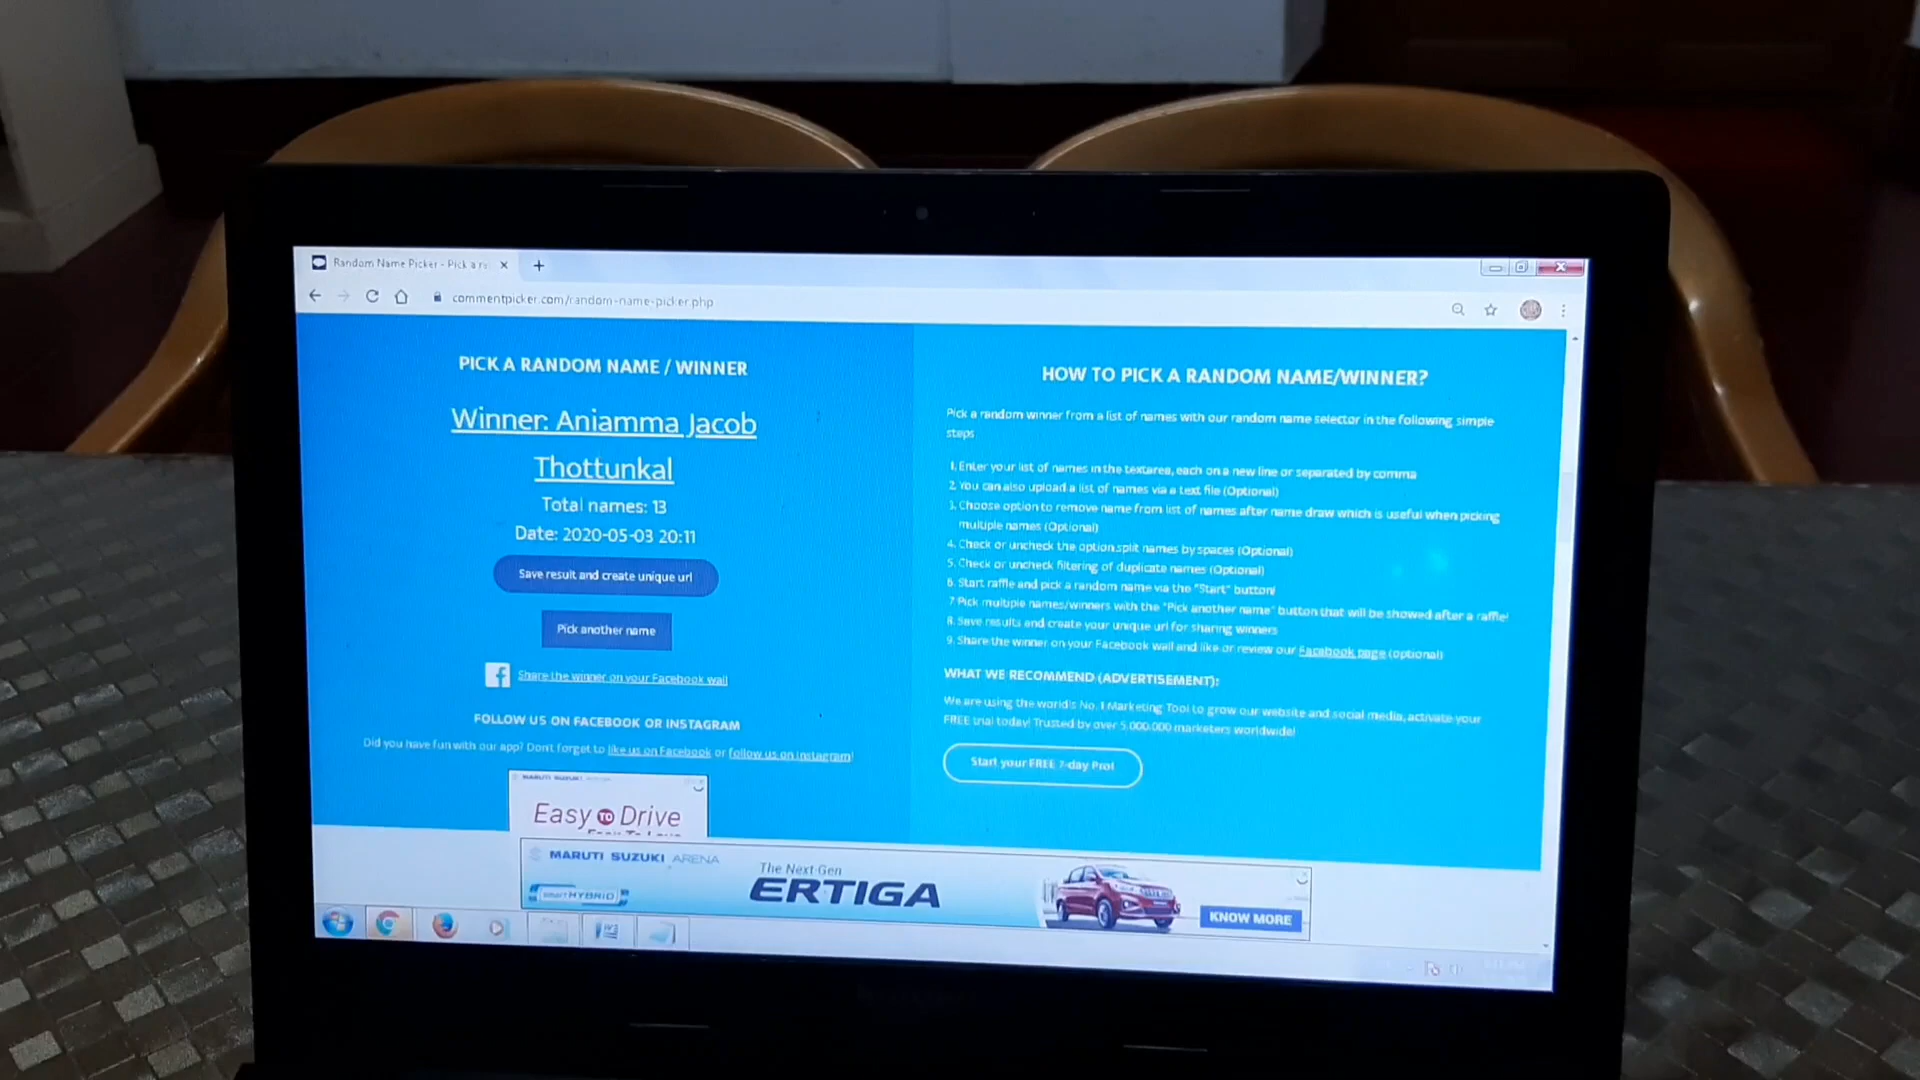 Random Name Picker - Pick a r
commentpicker.com/random-name-picker.php
PICK A RANDOM NAME / WINNER
Winner: Aniamma Jacob
Thottunkal
Total names: 13
Date: 2020-05-03 20:11
Save result and create unique url
Pick another name
Share the winner on your Facebook wall
FOLLOW US ON FACEBOOK OR INSTAGRAM
Did you have fun with our app? Don't forget to like us on Facebook or follow us on Instagram!
HOW TO PICK A RANDOM NAME/WINNER?
Pick a random winner from a list of names with our random name selector in the following simple
steps
1. Enter your list of names in the textarea, each on a new line or separated by comma
2. You can also upload a list of names via a text file (Optional)
3. Choose option to remove name from list of names after name draw which is useful when picking
multiple names (Optional)
4. Check or uncheck the option split names by spaces (Optional)
5. Check or uncheck filtering of duplicate names (Optional)
6. Start raffle and pick a random name via the "Start" button!
7. Pick multiple names/winners with the "Pick another name" button that will be showed after a raffle!
8. Save results and create your unique url for sharing winners
9. Share the winner on your Facebook wall and like or review our Facebook page (optional)
WHAT WE RECOMMEND (ADVERTISEMENT):
We are using the world's No. 1 Marketing Tool to grow our website and social media, activate your
FREE trial today! Trusted by over 5.000.000 marketers worldwide!
Start your FREE 7-day Pro!
MARUTI SUZUKI
Easy TO Drive
MARUTI SUZUKI ARENA
Smart HYBRID
The Next-Gen
ERTIGA
KNOW MORE